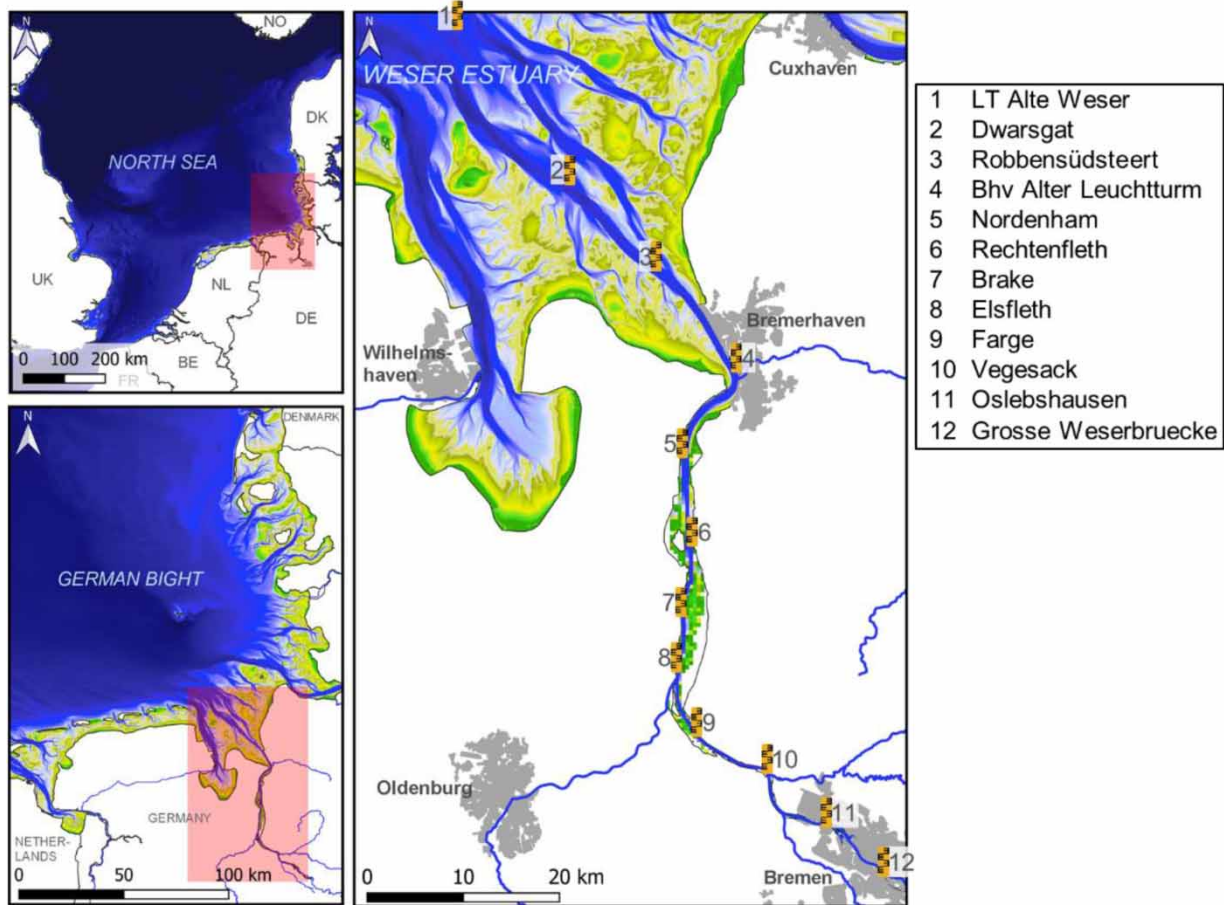 N
NO
DK
NORTH SEA
UK
NL
DE
BE
FR
0 100 200 km
N
DENMARK
GERMAN BIGHT
GERMANY
NETHER-
LANDS
0 50 100 km
N
1
WESER ESTUARY
Cuxhaven
2
3
Bremerhaven
Wilhelms-
haven
4
5
6
7
8
9
10
Oldenburg
11
12
Bremen
0 10 20 km
1 LT Alte Weser
2 Dwarsgat
3 Robbensüdsteert
4 Bhv Alter Leuchtturm
5 Nordenham
6 Rechtenfleth
7 Brake
8 Elsfleth
9 Farge
10 Vegesack
11 Oslebshausen
12 Grosse Weserbruecke